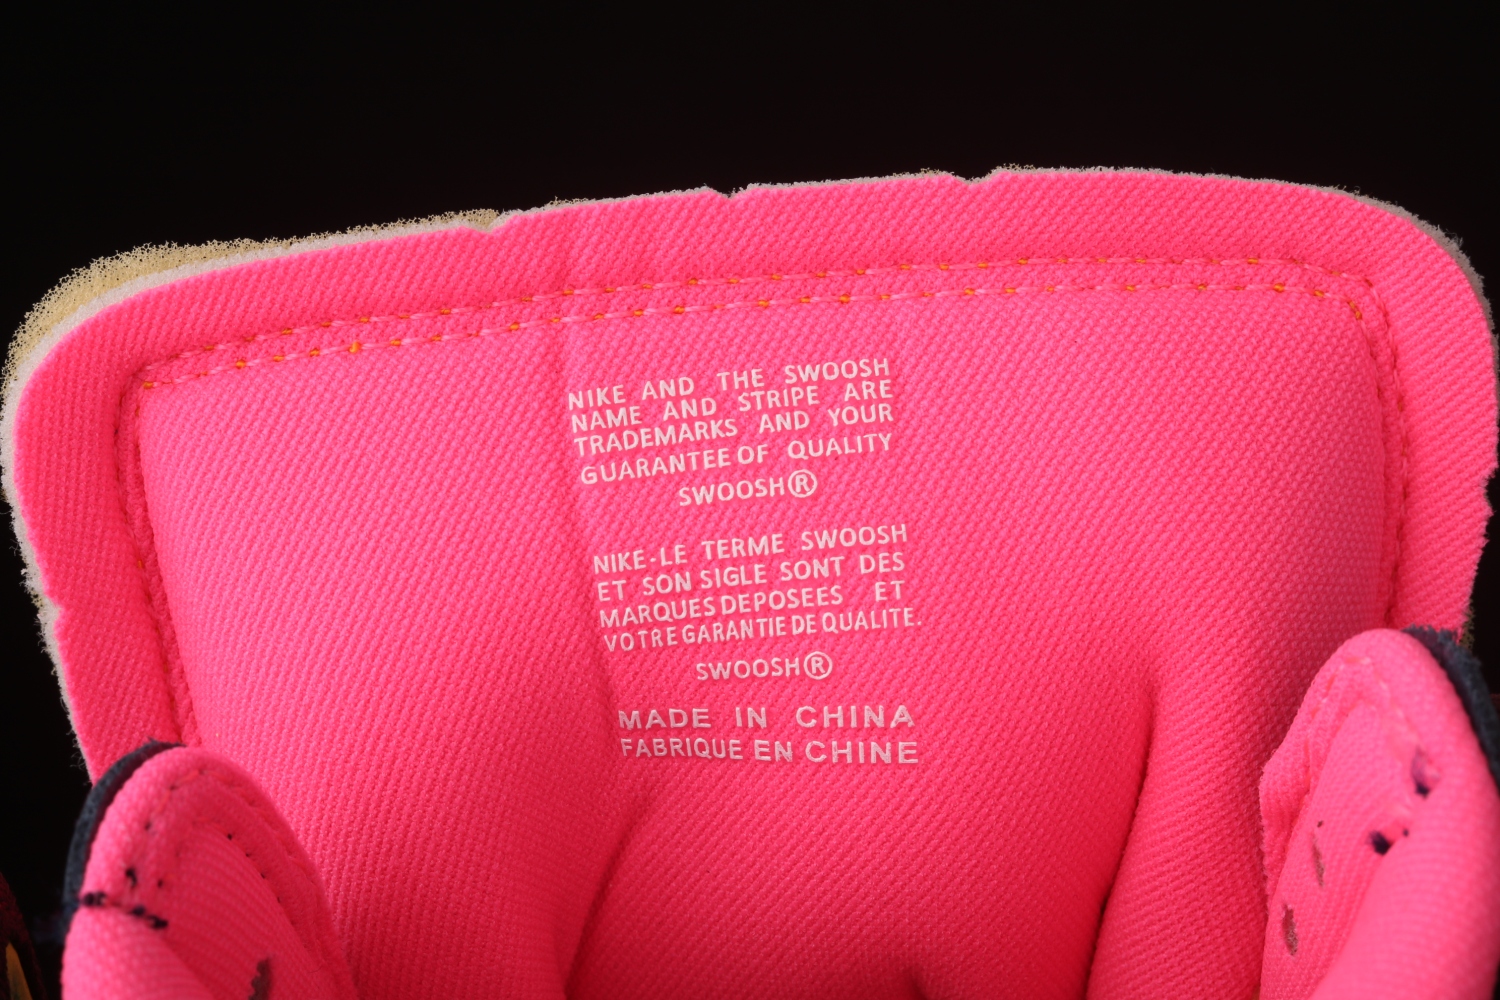 NIKE AND THE SWOOSH
NAME AND STRIPE ARE
TRADEMARKS AND YOUR
GUARANTEE OF QUALITY
SWOOSH®
NIKE-LE TERME SWOOSH
ET SON SIGLE SONT DES
MARQUES DEPOSEES ET
VOTRE GARANTIE DE QUALITE.
SWOOSH®
MADE IN CHINA
FABRIQUE EN CHINE